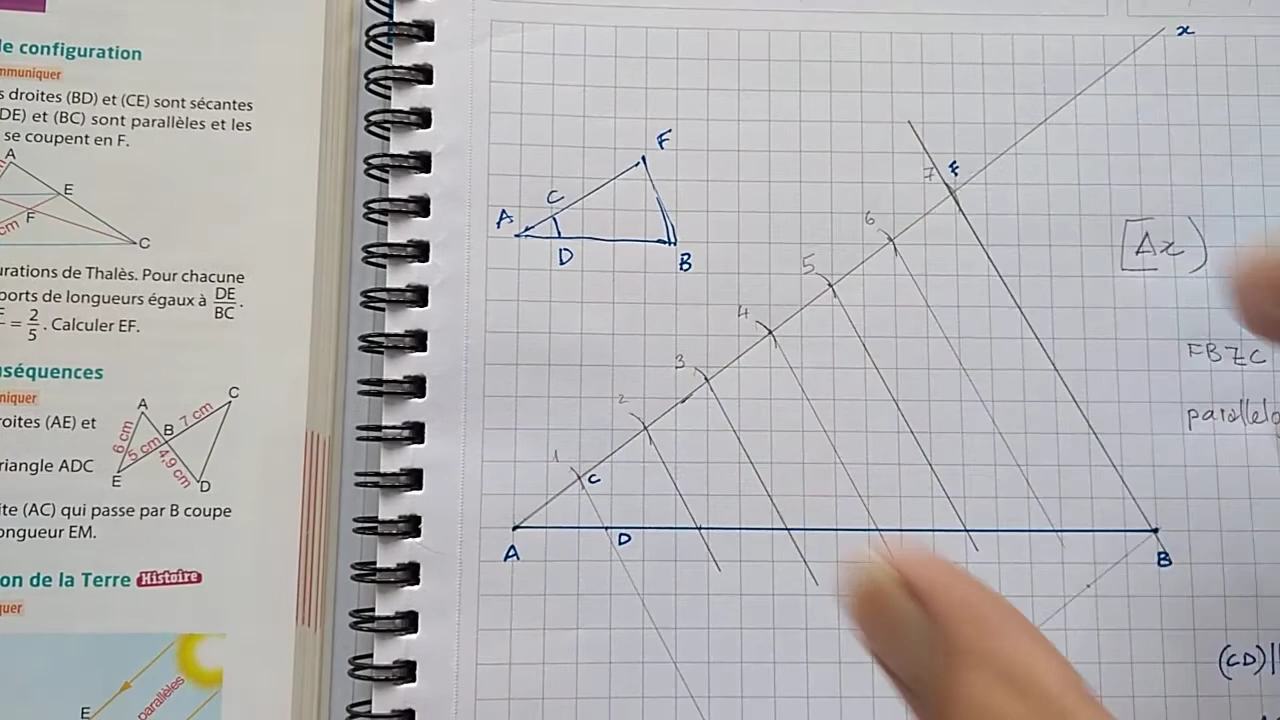 le configuration
mmuniquer
s droites (BD) et (CE) sont sécantes
DE) et (BC) sont parallèles et les
se coupent en F.
A
E
F
cm
C
urations de Thalès. Pour chacune
ports de longueurs égaux à DE/BC.
= 2/5. Calculer EF.
nséquences
niquer
roites (AE) et
riangle ADC
A
B
C
7 cm
6 cm
5 cm
4,9 cm
E
D
ite (AC) qui passe par B coupe
ongueur EM.
on de la Terre Histoire
quer
E
parallèles
F
C
A
D
B
x
7
6
5
4
3
2
1
C
A
D
B
[Ax)
FBZC
parallelo
(CD)||